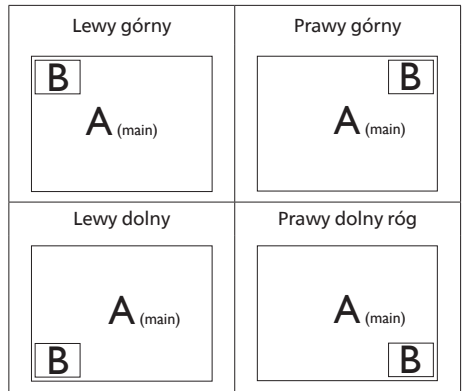 Lewy górny
B
A (main)
Prawy górny
B
A (main)
Lewy dolny
A (main)
B
Prawy dolny róg
A (main)
B